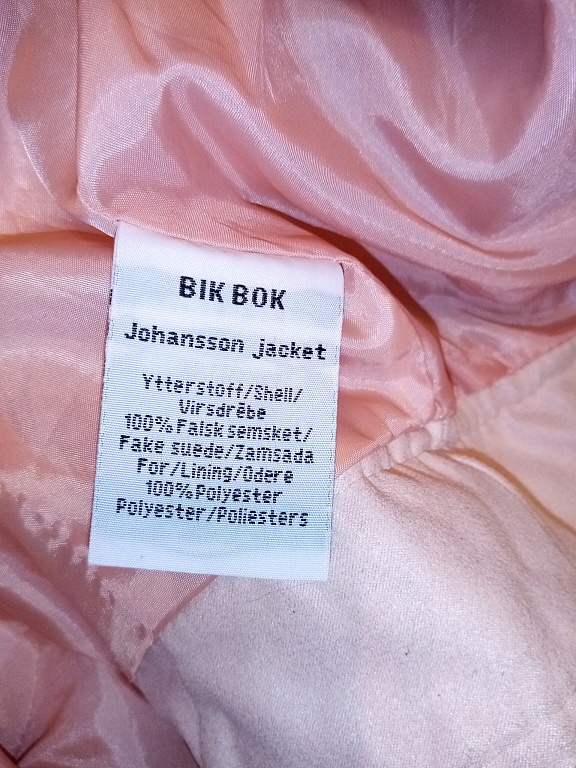 BIK BOK
Johansson jacket
Ytterstoff/Shell/
Virsdrēbe
100% Falsk semsket/
Fake suede/Zamsada
For/Lining/Odere
100% Polyester
Polyester/Poliesters